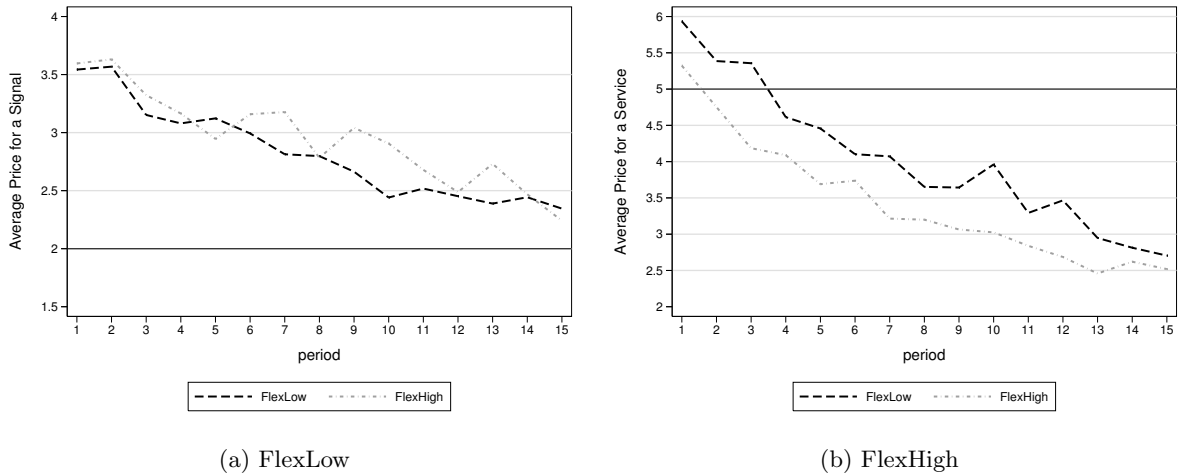 Average Price for a Signal
4
3.5
3
2.5
2
1.5
1 2 3 4 5 6 7 8 9 10 11 12 13 14 15
period
FlexLow FlexHigh
(a) FlexLow
Average Price for a Service
6
5.5
5
4.5
4
3.5
3
2.5
2
1 2 3 4 5 6 7 8 9 10 11 12 13 14 15
period
FlexLow FlexHigh
(b) FlexHigh